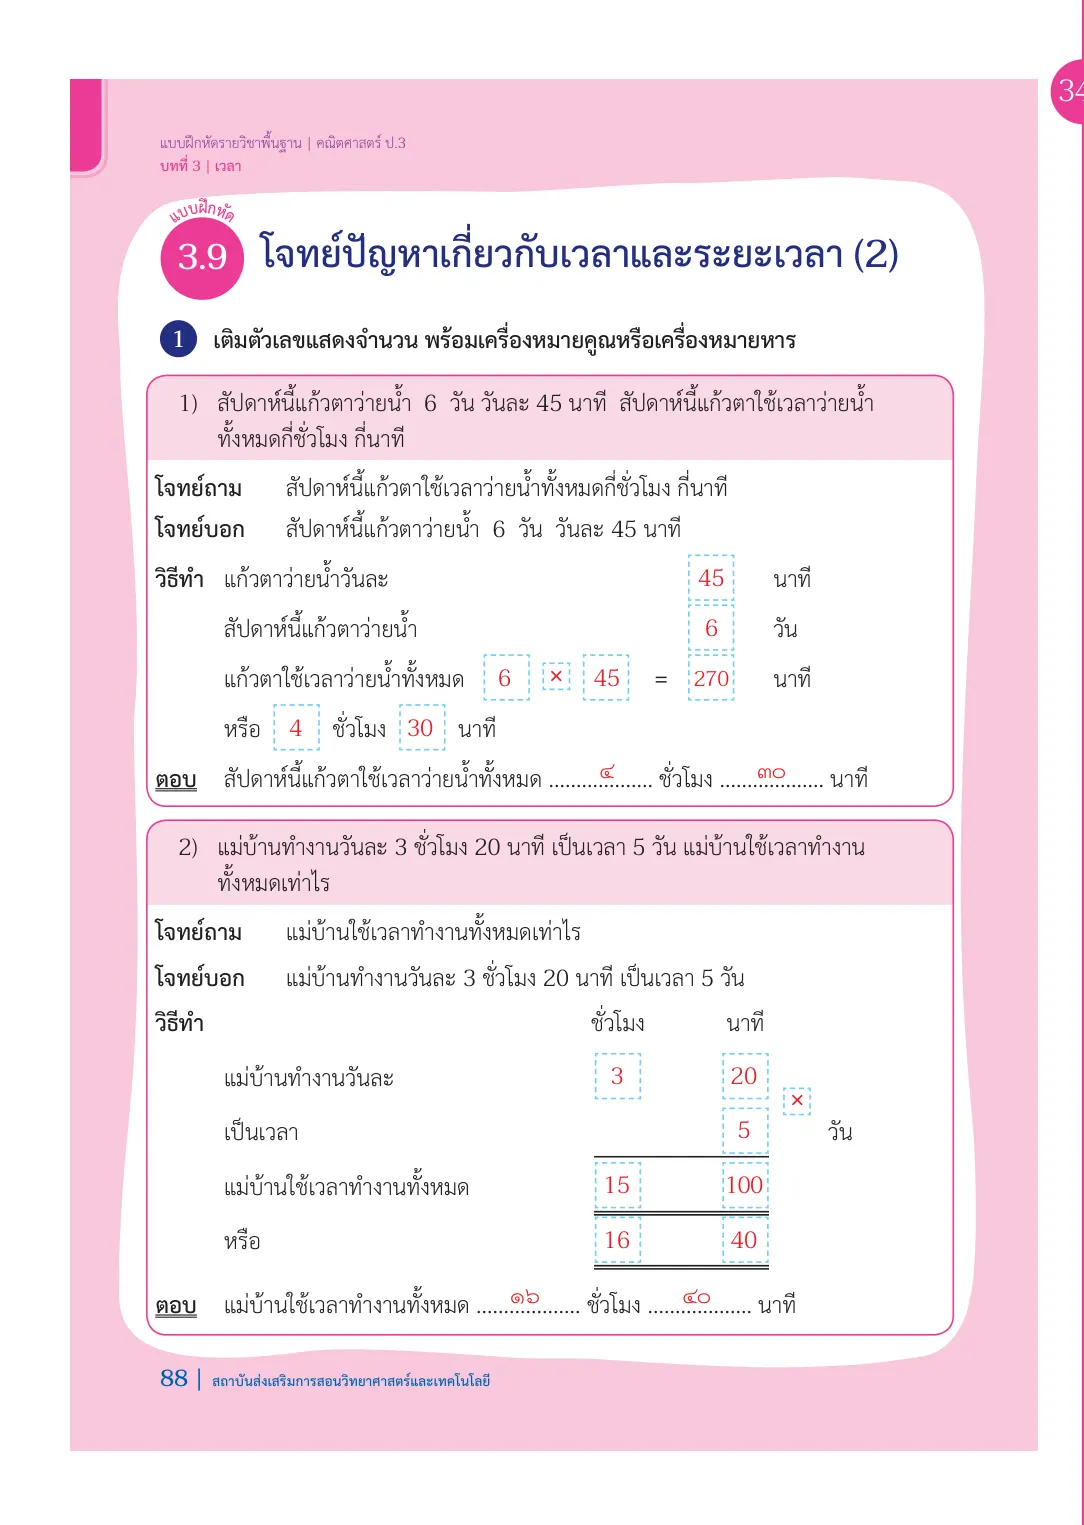 34
แบบฝึกหัดรายวิชาพื้นฐาน | คณิตศาสตร์ ป.3
บทที่ 3 | เวลา
แบบฝึกหัด
3.9 โจทย์ปัญหาเกี่ยวกับเวลาและระยะเวลา (2)
1 เติมตัวเลขแสดงจำนวน พร้อมเครื่องหมายคูณหรือเครื่องหมายหาร
1) สัปดาห์นี้แก้วตาว่ายน้ำ 6 วัน วันละ 45 นาที สัปดาห์นี้แก้วตาใช้เวลาว่ายน้ำ
ทั้งหมดกี่ชั่วโมง กี่นาที
โจทย์ถาม สัปดาห์นี้แก้วตาใช้เวลาว่ายน้ำทั้งหมดกี่ชั่วโมง กี่นาที
โจทย์บอก สัปดาห์นี้แก้วตาว่ายน้ำ 6 วัน วันละ 45 นาที
วิธีทำ แก้วตาว่ายน้ำวันละ 45 นาที
สัปดาห์นี้แก้วตาว่ายน้ำ 6 วัน
แก้วตาใช้เวลาว่ายน้ำทั้งหมด 6 × 45 = 270 นาที
หรือ 4 ชั่วโมง 30 นาที
ตอบ สัปดาห์นี้แก้วตาใช้เวลาว่ายน้ำทั้งหมด ........๔........ ชั่วโมง ........๓๐........ นาที
2) แม่บ้านทำงานวันละ 3 ชั่วโมง 20 นาที เป็นเวลา 5 วัน แม่บ้านใช้เวลาทำงาน
ทั้งหมดเท่าไร
โจทย์ถาม แม่บ้านใช้เวลาทำงานทั้งหมดเท่าไร
โจทย์บอก แม่บ้านทำงานวันละ 3 ชั่วโมง 20 นาที เป็นเวลา 5 วัน
วิธีทำ ชั่วโมง นาที
แม่บ้านทำงานวันละ 3 20
×
เป็นเวลา 5 วัน
แม่บ้านใช้เวลาทำงานทั้งหมด 15 100
หรือ 16 40
ตอบ แม่บ้านใช้เวลาทำงานทั้งหมด ........๑๖........ ชั่วโมง ........๔๐........ นาที
88 | สถาบันส่งเสริมการสอนวิทยาศาสตร์และเทคโนโลยี